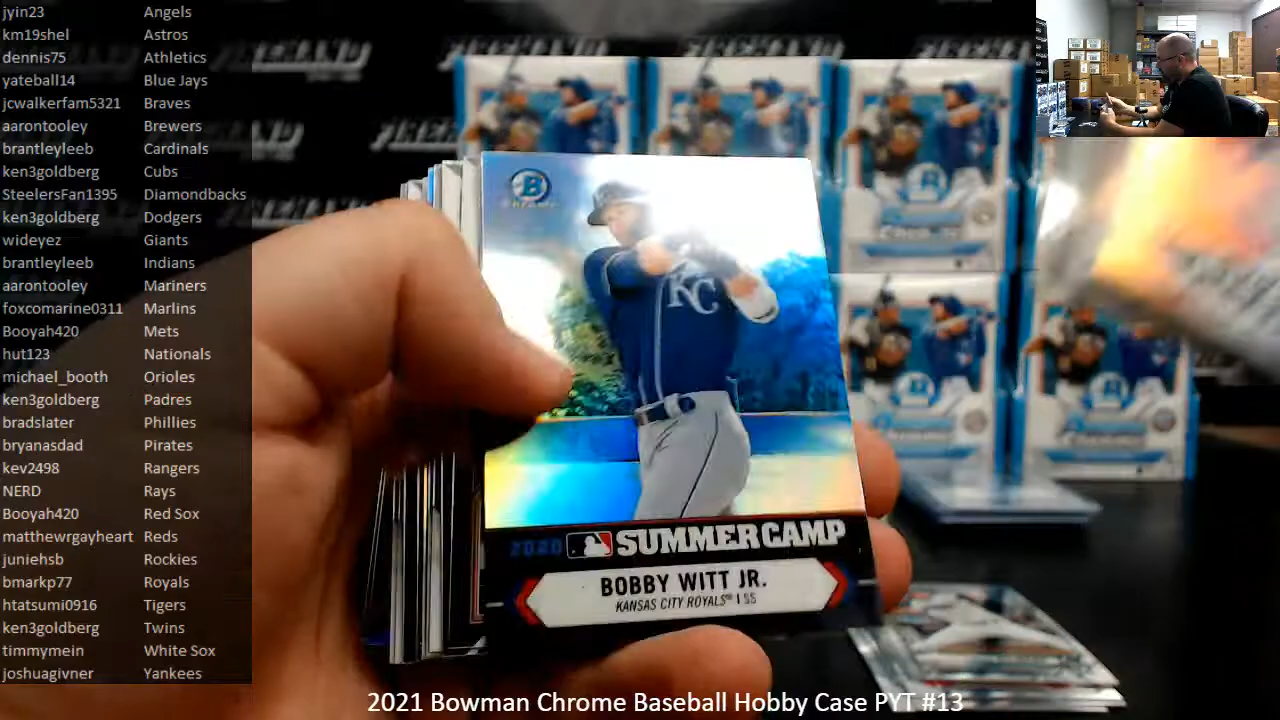 jyin23 Angels
km19shel Astros
dennis75 Athletics
yateball14 Blue Jays
jcwalkerfam5321 Braves
aarontooley Brewers
brantleyleeb Cardinals
ken3goldberg Cubs
SteelersFan1395 Diamondbacks
ken3goldberg Dodgers
wideyez Giants
brantleyleeb Indians
aarontooley Mariners
foxcomarine0311 Marlins
Booyah420 Mets
hut123 Nationals
michael_booth Orioles
ken3goldberg Padres
bradslater Phillies
bryanasdad Pirates
kev2498 Rangers
NERD Rays
Booyah420 Red Sox
matthewrgayheart Reds
juniehsb Rockies
bmarkp77 Royals
htatsumi0916 Tigers
ken3goldberg Twins
timmymein White Sox
joshuagivner Yankees
B
Chrome
KC
2020 SUMMER CAMP
BOBBY WITT JR.
KANSAS CITY ROYALS® | SS
2021 Bowman Chrome Baseball Hobby Case PYT #13